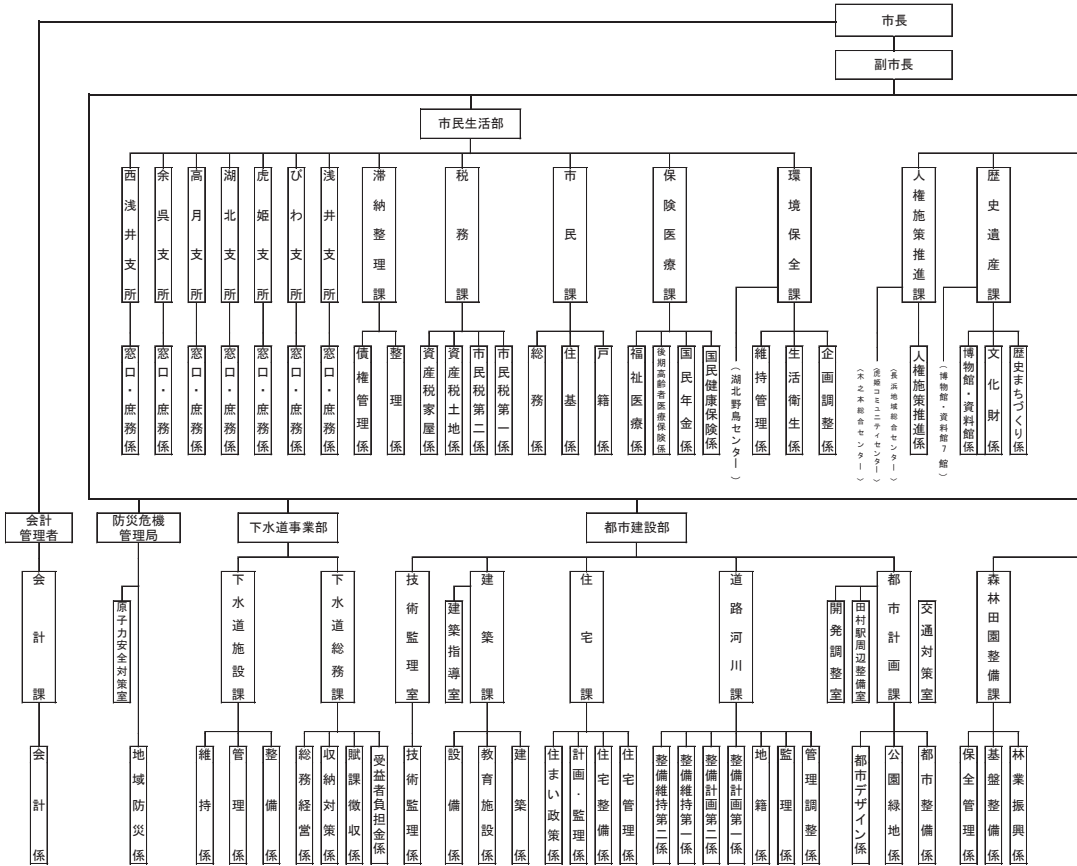 市長
副市長
市民生活部
西浅井支所
余呉支所
高月支所
湖北支所
虎姫支所
びわ支所
浅井支所
滞納整理課
税務課
市民課
保険医療課
環境保全課
人権施策推進課
歴史遺産課
窓口・庶務係
窓口・庶務係
窓口・庶務係
窓口・庶務係
窓口・庶務係
窓口・庶務係
窓口・庶務係
債権管理係
整理係
資産税家屋係
資産税土地係
市民税第二係
市民税第一係
総務係
住基係
戸籍係
福祉医療係
後期高齢者医療保険係
国民年金係
国民健康保険係
（湖北野鳥センター）
維持管理係
生活衛生係
企画調整係
（木之本総合センター）
（虎姫コミュニティセンター）
（長浜地域総合センター）
人権施策推進係
（博物館・資料館７館）
博物館・資料館係
文化財係
歴史まちづくり係
会計
管理者
防災危機
管理局
下水道事業部
都市建設部
会計課
原子力安全対策室
下水道施設課
下水道総務課
技術監理室
建築指導室
建築課
住宅課
道路河川課
開発調整室
田村駅周辺整備室
都市計画課
交通対策室
森林田園整備課
会計係
地域防災係
維持係
管理係
整備係
総務経営係
収納対策係
賦課徴収係
受益者負担金係
技術監理係
設備係
教育施設係
建築係
住まい政策係
計画・監理係
住宅整備係
住宅管理係
整備維持第二係
整備維持第一係
整備計画第二係
整備計画第一係
地籍係
監理係
管理調整係
都市デザイン係
公園緑地係
都市整備係
保全管理係
基盤整備係
林業振興係